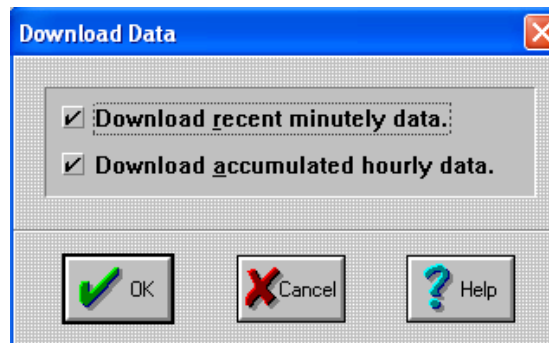 Download Data
Download recent minutely data.
Download accumulated hourly data.
OK
Cancel
Help